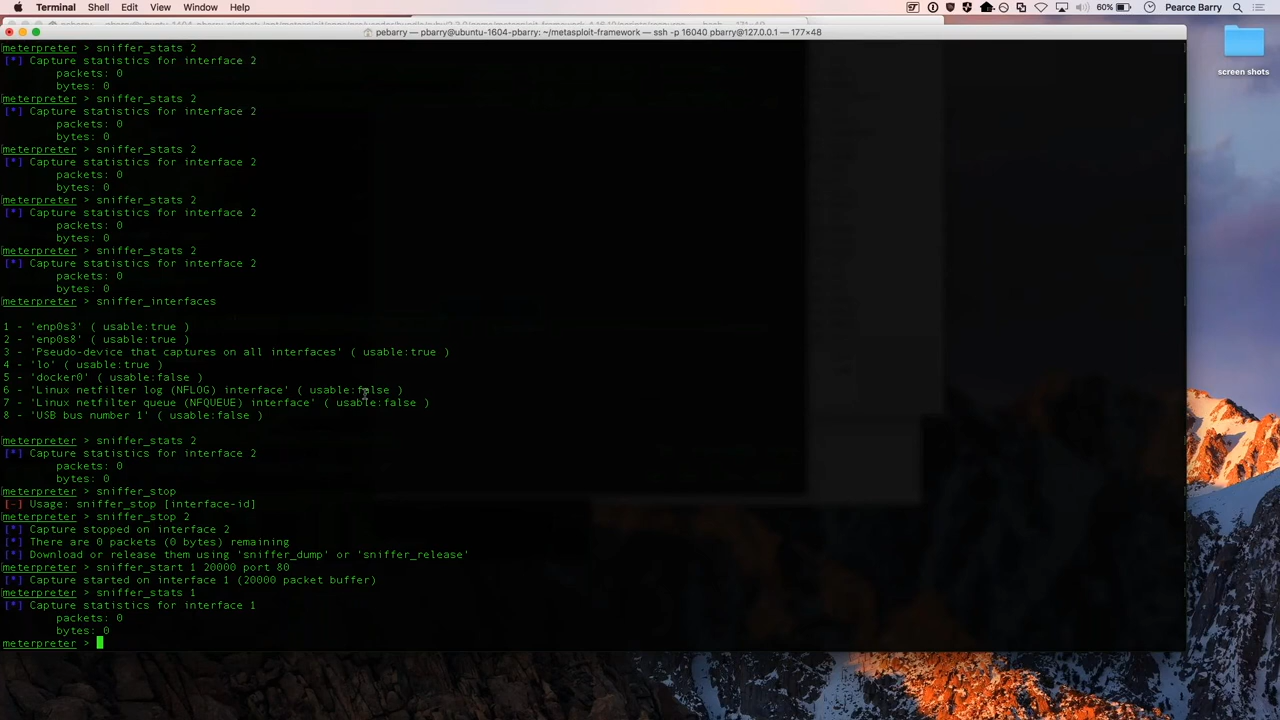 Terminal Shell Edit View Window Help 60% Pearce Barry
pebarry — pbarry@ubuntu-1604-pbarry: ~/metasploit-framework — ssh -p 16040 pbarry@127.0.0.1 — 177×48
screen shots
meterpreter > sniffer_stats 2
[*] Capture statistics for interface 2
packets: 0
bytes: 0
meterpreter > sniffer_stats 2
[*] Capture statistics for interface 2
packets: 0
bytes: 0
meterpreter > sniffer_stats 2
[*] Capture statistics for interface 2
packets: 0
bytes: 0
meterpreter > sniffer_stats 2
[*] Capture statistics for interface 2
packets: 0
bytes: 0
meterpreter > sniffer_stats 2
[*] Capture statistics for interface 2
packets: 0
bytes: 0
meterpreter > sniffer_interfaces
1 - 'enp0s3' ( usable:true )
2 - 'enp0s8' ( usable:true )
3 - 'Pseudo-device that captures on all interfaces' ( usable:true )
4 - 'lo' ( usable:true )
5 - 'docker0' ( usable:false )
6 - 'Linux netfilter log (NFLOG) interface' ( usable:false )
7 - 'Linux netfilter queue (NFQUEUE) interface' ( usable:false )
8 - 'USB bus number 1' ( usable:false )
meterpreter > sniffer_stats 2
[*] Capture statistics for interface 2
packets: 0
bytes: 0
meterpreter > sniffer_stop
[-] Usage: sniffer_stop [interface-id]
meterpreter > sniffer_stop 2
[*] Capture stopped on interface 2
[*] There are 0 packets (0 bytes) remaining
[*] Download or release them using 'sniffer_dump' or 'sniffer_release'
meterpreter > sniffer_start 1 20000 port 80
[*] Capture started on interface 1 (20000 packet buffer)
meterpreter > sniffer_stats 1
[*] Capture statistics for interface 1
packets: 0
bytes: 0
meterpreter >